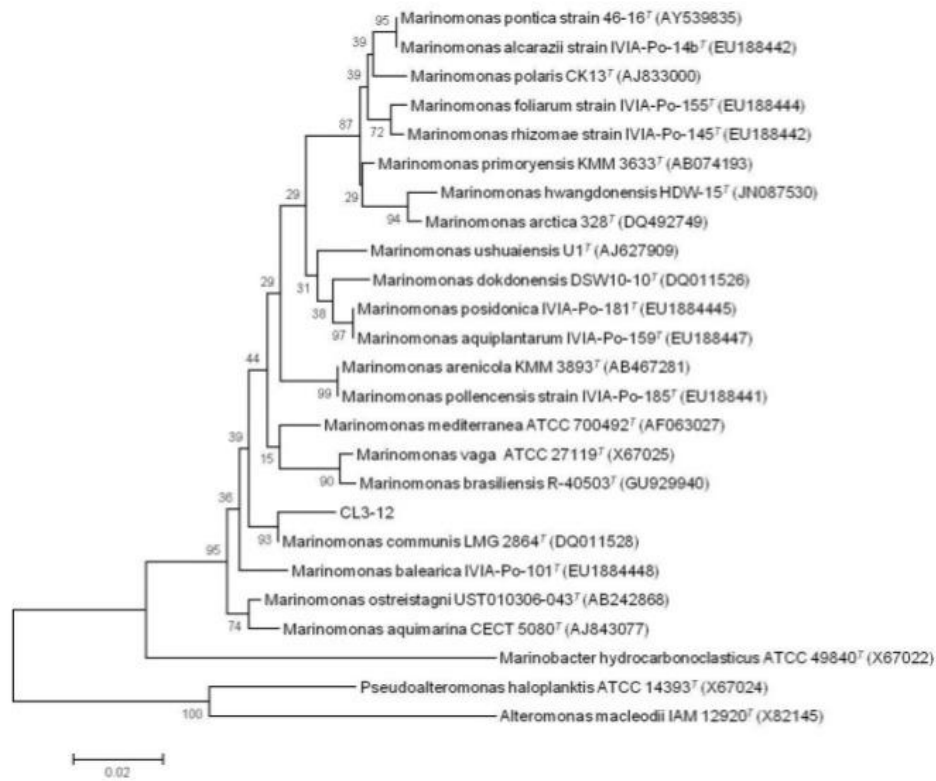 95 Marinomonas pontica strain 46-16ᵀ (AY539835)
39 Marinomonas alcarazii strain IVIA-Po-14bᵀ (EU188442)
39 Marinomonas polaris CK13ᵀ (AJ833000)
Marinomonas foliarum strain IVIA-Po-155ᵀ (EU188444)
87 72 Marinomonas rhizomae strain IVIA-Po-145ᵀ (EU188442)
Marinomonas primoryensis KMM 3633ᵀ (AB074193)
29 29 Marinomonas hwangdonensis HDW-15ᵀ (JN087530)
94 Marinomonas arctica 328ᵀ (DQ492749)
Marinomonas ushuaiensis U1ᵀ (AJ627909)
29 31 Marinomonas dokdonensis DSW10-10ᵀ (DQ011526)
38 Marinomonas posidonica IVIA-Po-181ᵀ (EU1884445)
97 Marinomonas aquiplantarum IVIA-Po-159ᵀ (EU188447)
44 Marinomonas arenicola KMM 3893ᵀ (AB467281)
99 Marinomonas pollencensis strain IVIA-Po-185ᵀ (EU188441)
Marinomonas mediterranea ATCC 700492ᵀ (AF063027)
39 15 Marinomonas vaga ATCC 27119ᵀ (X67025)
90 Marinomonas brasiliensis R-40503ᵀ (GU929940)
36 CL3-12
93 Marinomonas communis LMG 2864ᵀ (DQ011528)
95 Marinomonas balearica IVIA-Po-101ᵀ (EU1884448)
Marinomonas ostreistagni UST010306-043ᵀ (AB242868)
74 Marinomonas aquimarina CECT 5080ᵀ (AJ843077)
Marinobacter hydrocarbonoclasticus ATCC 49840ᵀ (X67022)
Pseudoalteromonas haloplanktis ATCC 14393ᵀ (X67024)
100 Alteromonas macleodii IAM 12920ᵀ (X82145)
0.02